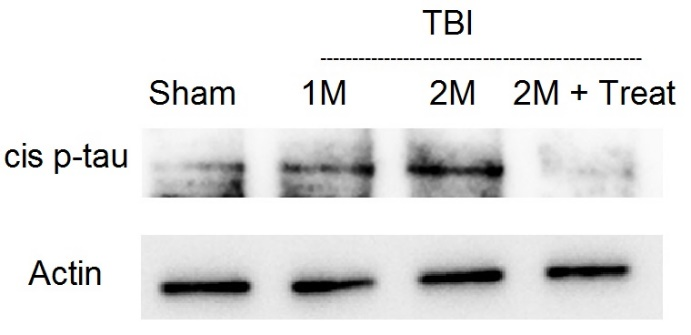 TBI
Sham 1M 2M 2M + Treat
cis p-tau
Actin